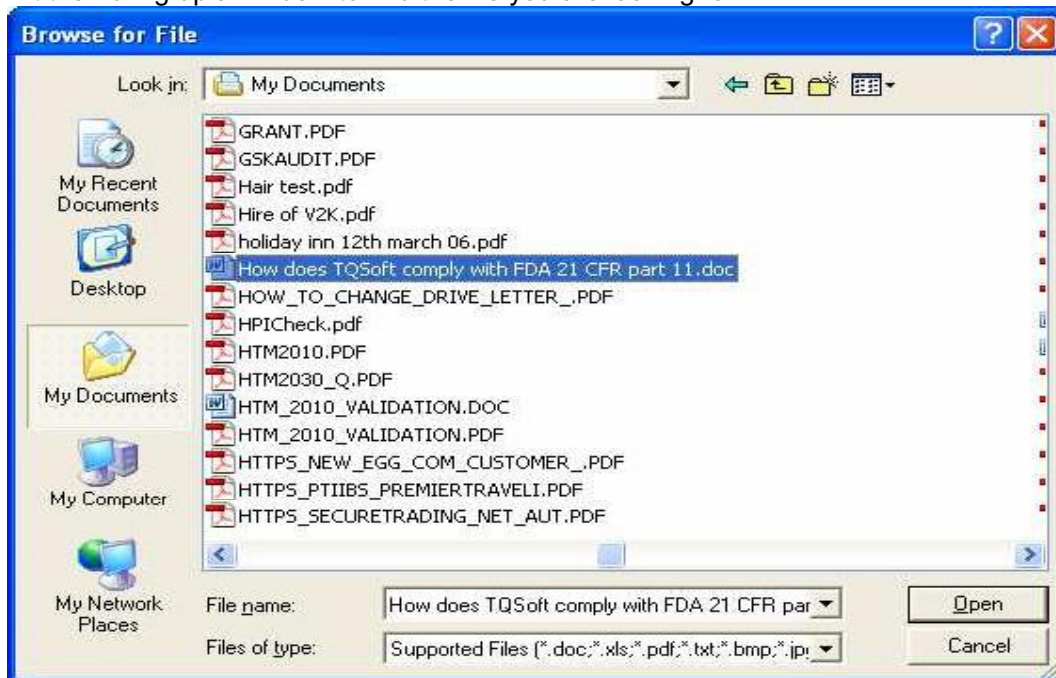 Browse for File
Look in:
My Documents
My Recent
Documents
Desktop
My Documents
My Computer
My Network
Places
GRANT.PDF
GSKAUDIT.PDF
Hair test.pdf
Hire of V2K.pdf
holiday inn 12th march 06.pdf
How does TQSoft comply with FDA 21 CFR part 11.doc
HOW_TO_CHANGE_DRIVE_LETTER_.PDF
HPICheck.pdf
HTM2010.PDF
HTM2030_Q.PDF
HTM_2010_VALIDATION.DOC
HTM_2010_VALIDATION.PDF
HTTPS_NEW_EGG_COM_CUSTOMER_.PDF
HTTPS_PTIIBS_PREMIERTRAVELI.PDF
HTTPS_SECURETRADING_NET_AUT.PDF
File name:
How does TQSoft comply with FDA 21 CFR par
Open
Files of type:
Supported Files (*.doc;*.xls;*.pdf;*.txt;*.bmp;*.jp
Cancel